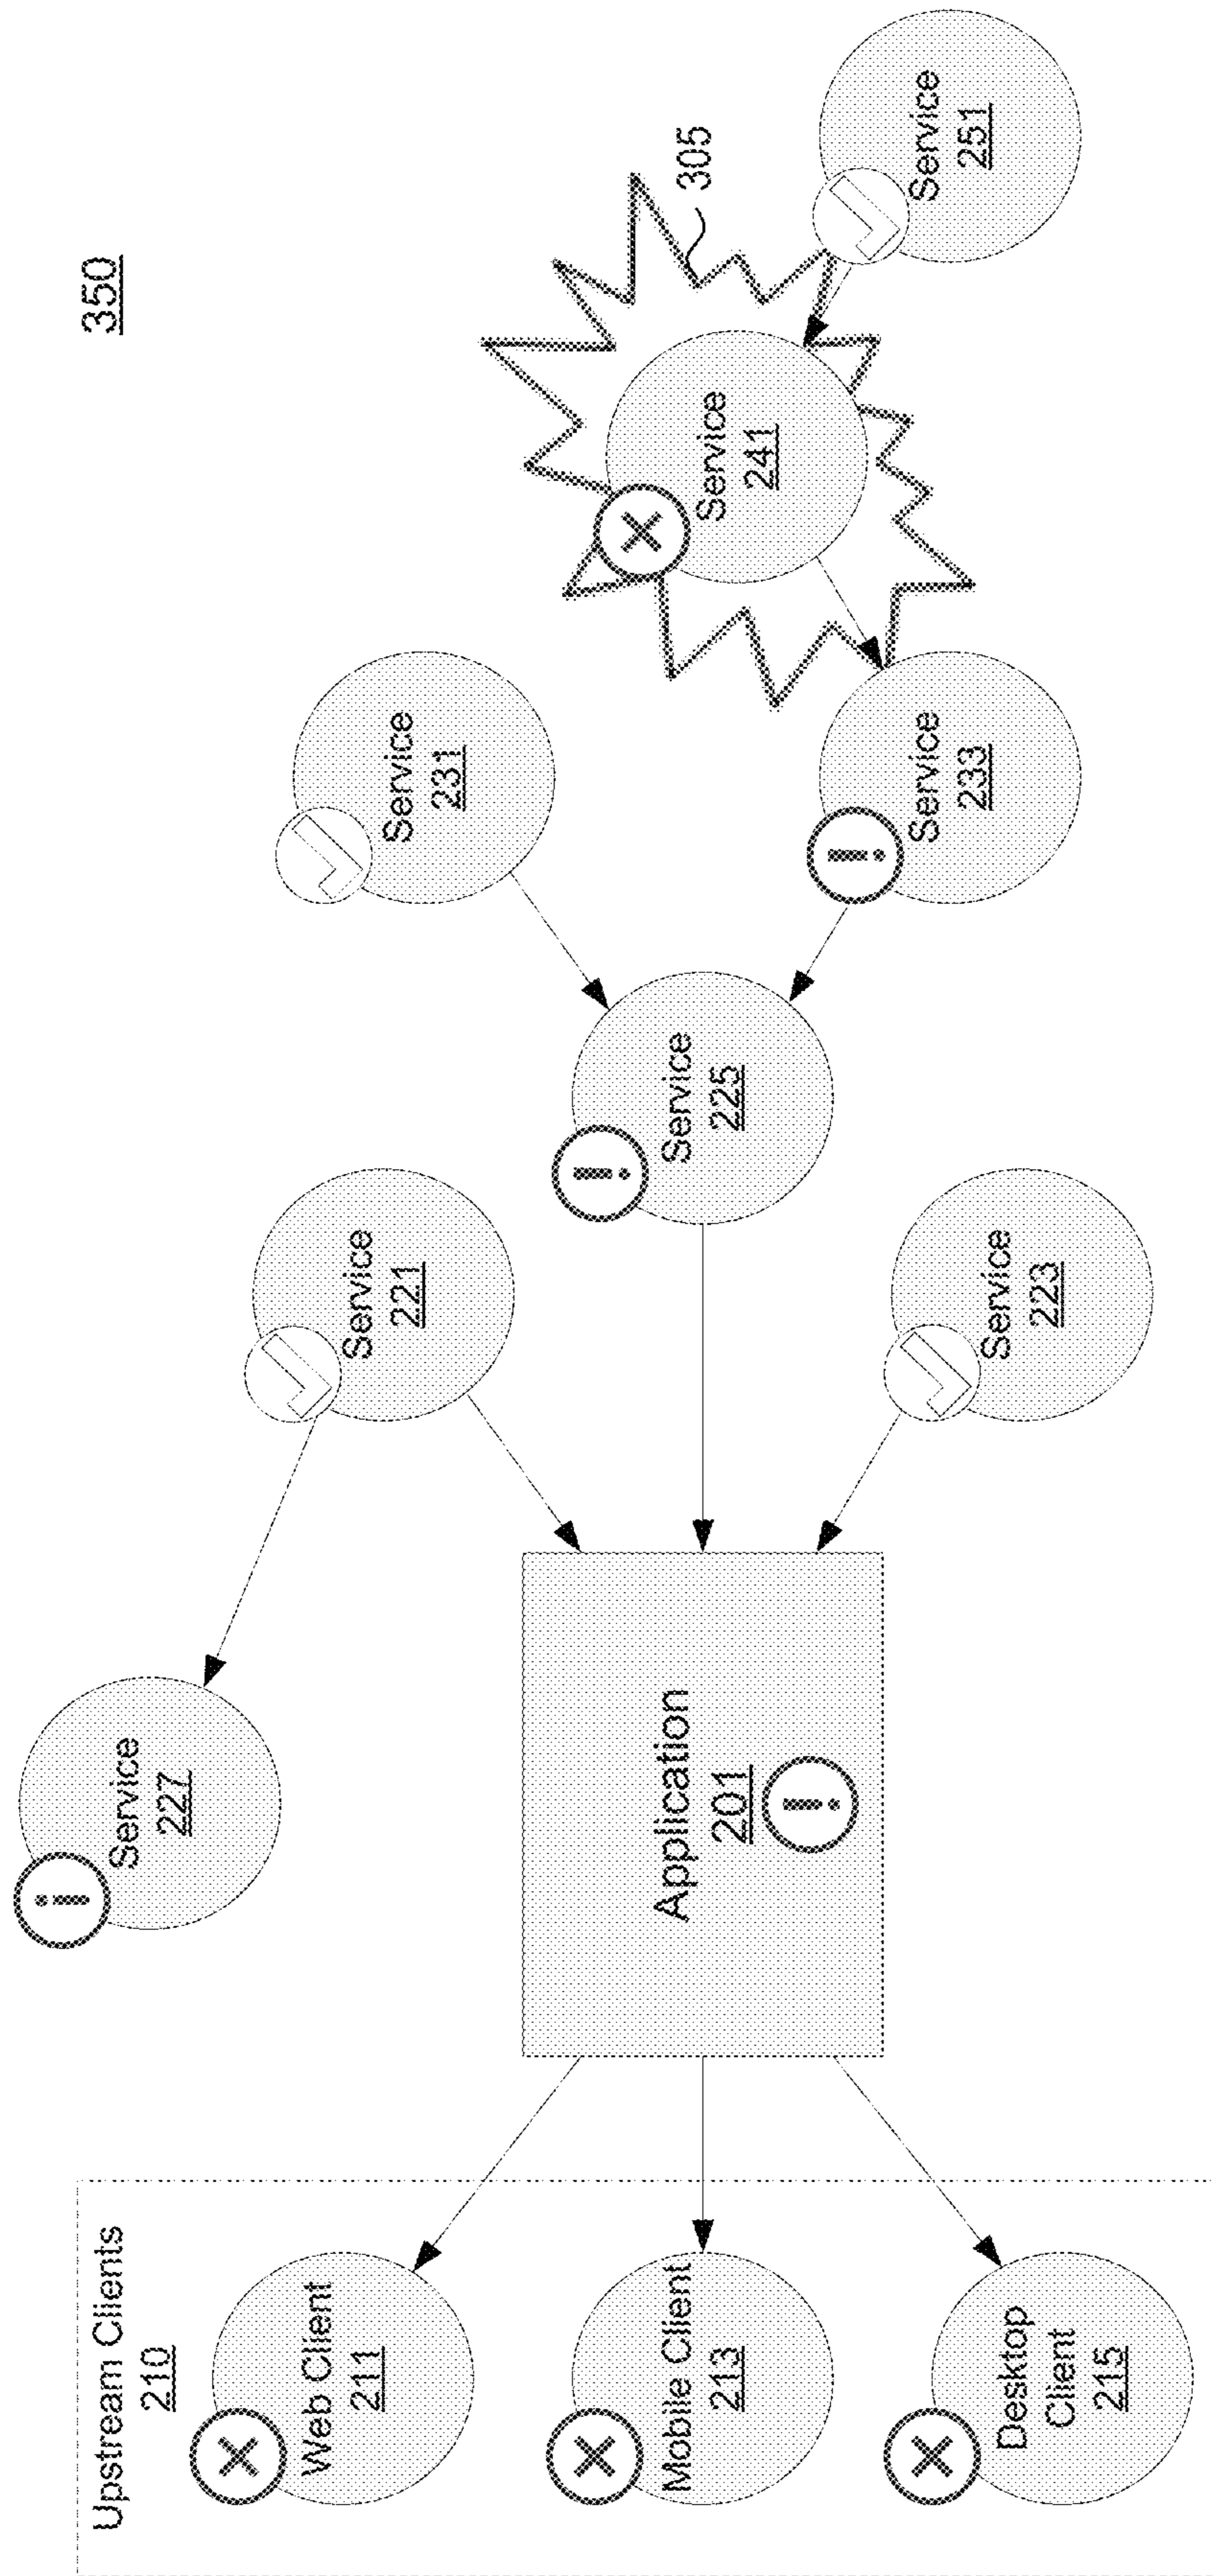 350
Upstream Clients
210
Service
227
Web Client
211
Service
221
Service
231
Mobile Client
213
Application
201
Service
225
Service
241
305
Desktop
Client
215
Service
223
Service
233
Service
251